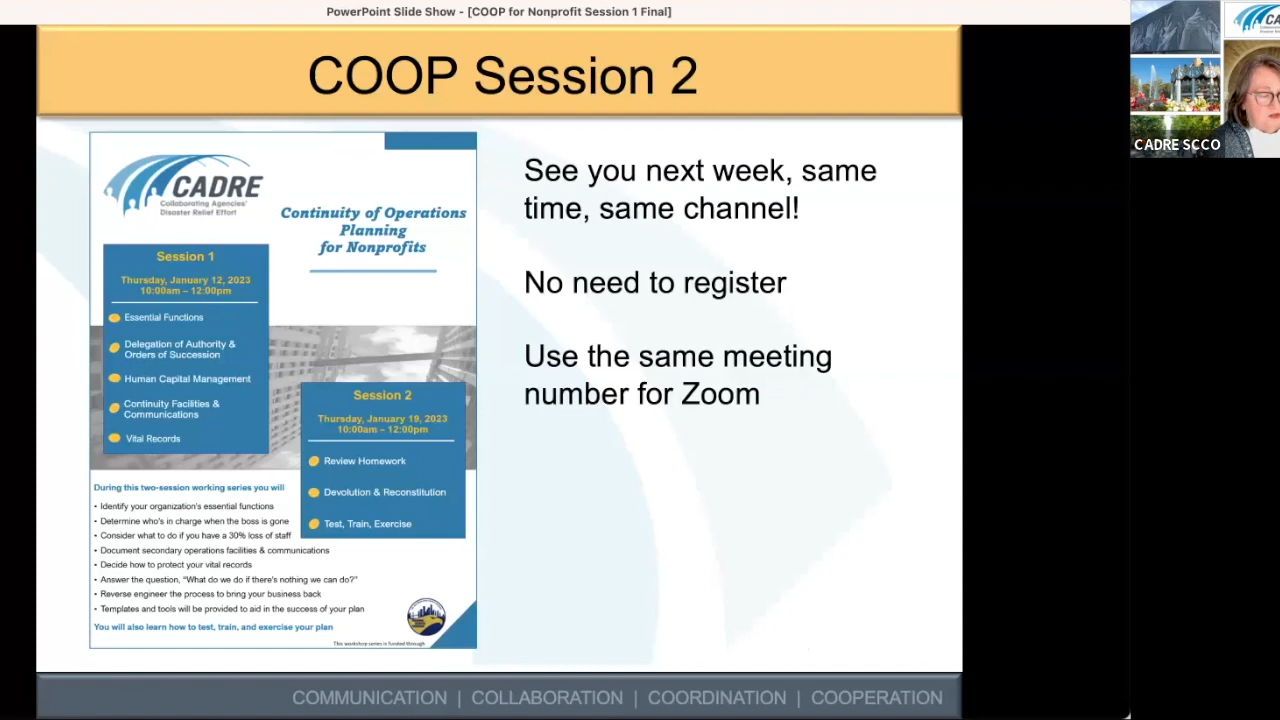 PowerPoint Slide Show - [COOP for Nonprofit Session 1 Final]
COOP Session 2
CADRE
Collaborating Agencies'
Disaster Relief Effort
Continuity of Operations
Planning
for Nonprofits
Session 1
Thursday, January 12, 2023
10:00am – 12:00pm
Essential Functions
Delegation of Authority &
Orders of Succession
Human Capital Management
Continuity Facilities &
Communications
Vital Records
Session 2
Thursday, January 19, 2023
10:00am – 12:00pm
Review Homework
Devolution & Reconstitution
Test, Train, Exercise
During this two-session working series you will
• Identify your organization's essential functions
• Determine who's in charge when the boss is gone
• Consider what to do if you have a 30% loss of staff
• Document secondary operations facilities & communications
• Decide how to protect your vital records
• Answer the question, “What do we do if there's nothing we can do?”
• Reverse engineer the process to bring your business back
• Templates and tools will be provided to aid in the success of your plan
You will also learn how to test, train, and exercise your plan
This workshop series is funded through
See you next week, same
time, same channel!
No need to register
Use the same meeting
number for Zoom
COMMUNICATION | COLLABORATION | COORDINATION | COOPERATION
CADRE SCCO